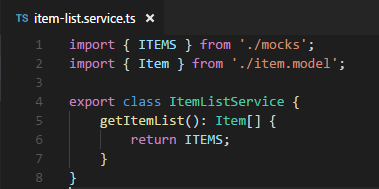 TS item-list.service.ts ×
1 import { ITEMS } from './mocks';
2 import { Item } from './item.model';
3
4 export class ItemListService {
5 getItemList(): Item[] {
6 return ITEMS;
7 }
8 }